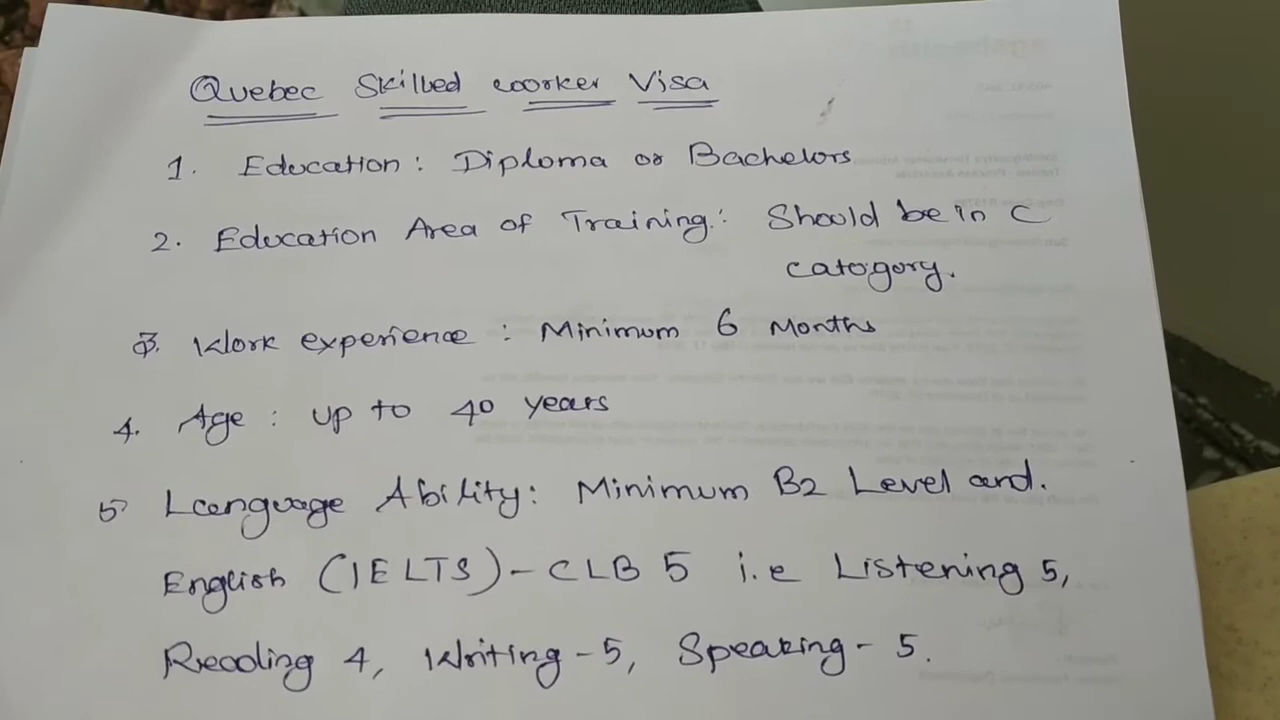 Quebec Skilled worker Visa
1. Education: Diploma or Bachelors
2. Education Area of Training: Should be in C
catogory.
3. Work experience: Minimum 6 Months
4. Age: up to 40 years
5 Language Ability: Minimum B2 Level and.
English (IELTS) - CLB 5 i.e Listening 5,
Reading 4, Writing - 5, Speaking - 5.